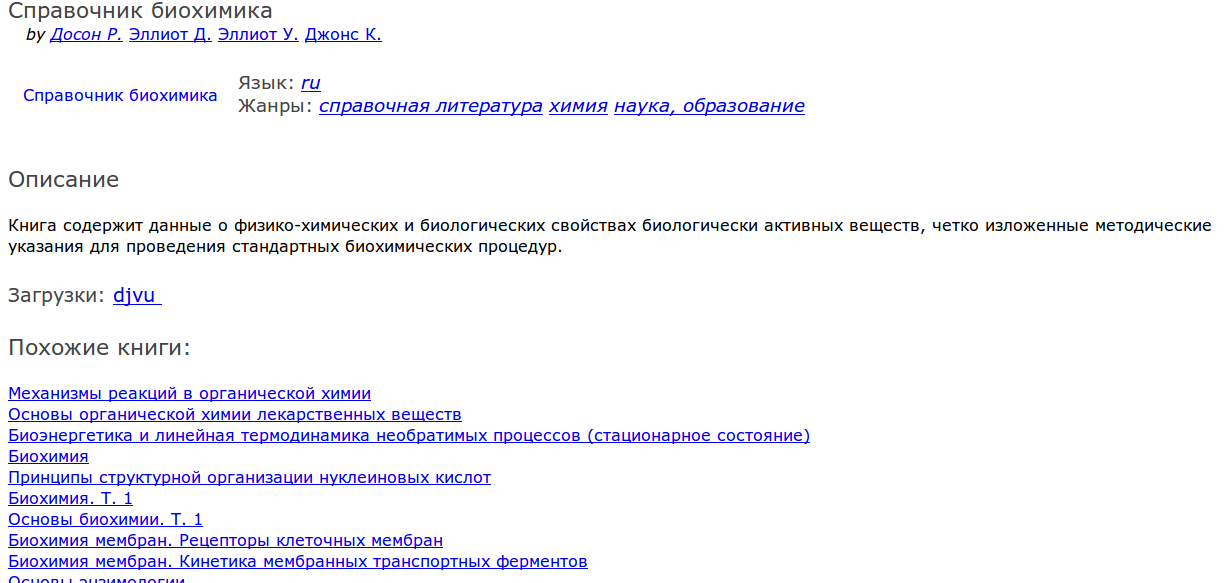 Справочник биохимика
by Досон Р. Эллиот Д. Эллиот У. Джонс К.
Справочник биохимика
Язык: ru
Жанры: справочная литература химия наука, образование
Описание
Книга содержит данные о физико-химических и биологических свойствах биологически активных веществ, четко изложенные методические
указания для проведения стандартных биохимических процедур.
Загрузки: djvu
Похожие книги:
Механизмы реакций в органической химии
Основы органической химии лекарственных веществ
Биоэнергетика и линейная термодинамика необратимых процессов (стационарное состояние)
Биохимия
Принципы структурной организации нуклеиновых кислот
Биохимия. Т. 1
Основы биохимии. Т. 1
Биохимия мембран. Рецепторы клеточных мембран
Биохимия мембран. Кинетика мембранных транспортных ферментов
Основы энзимологии